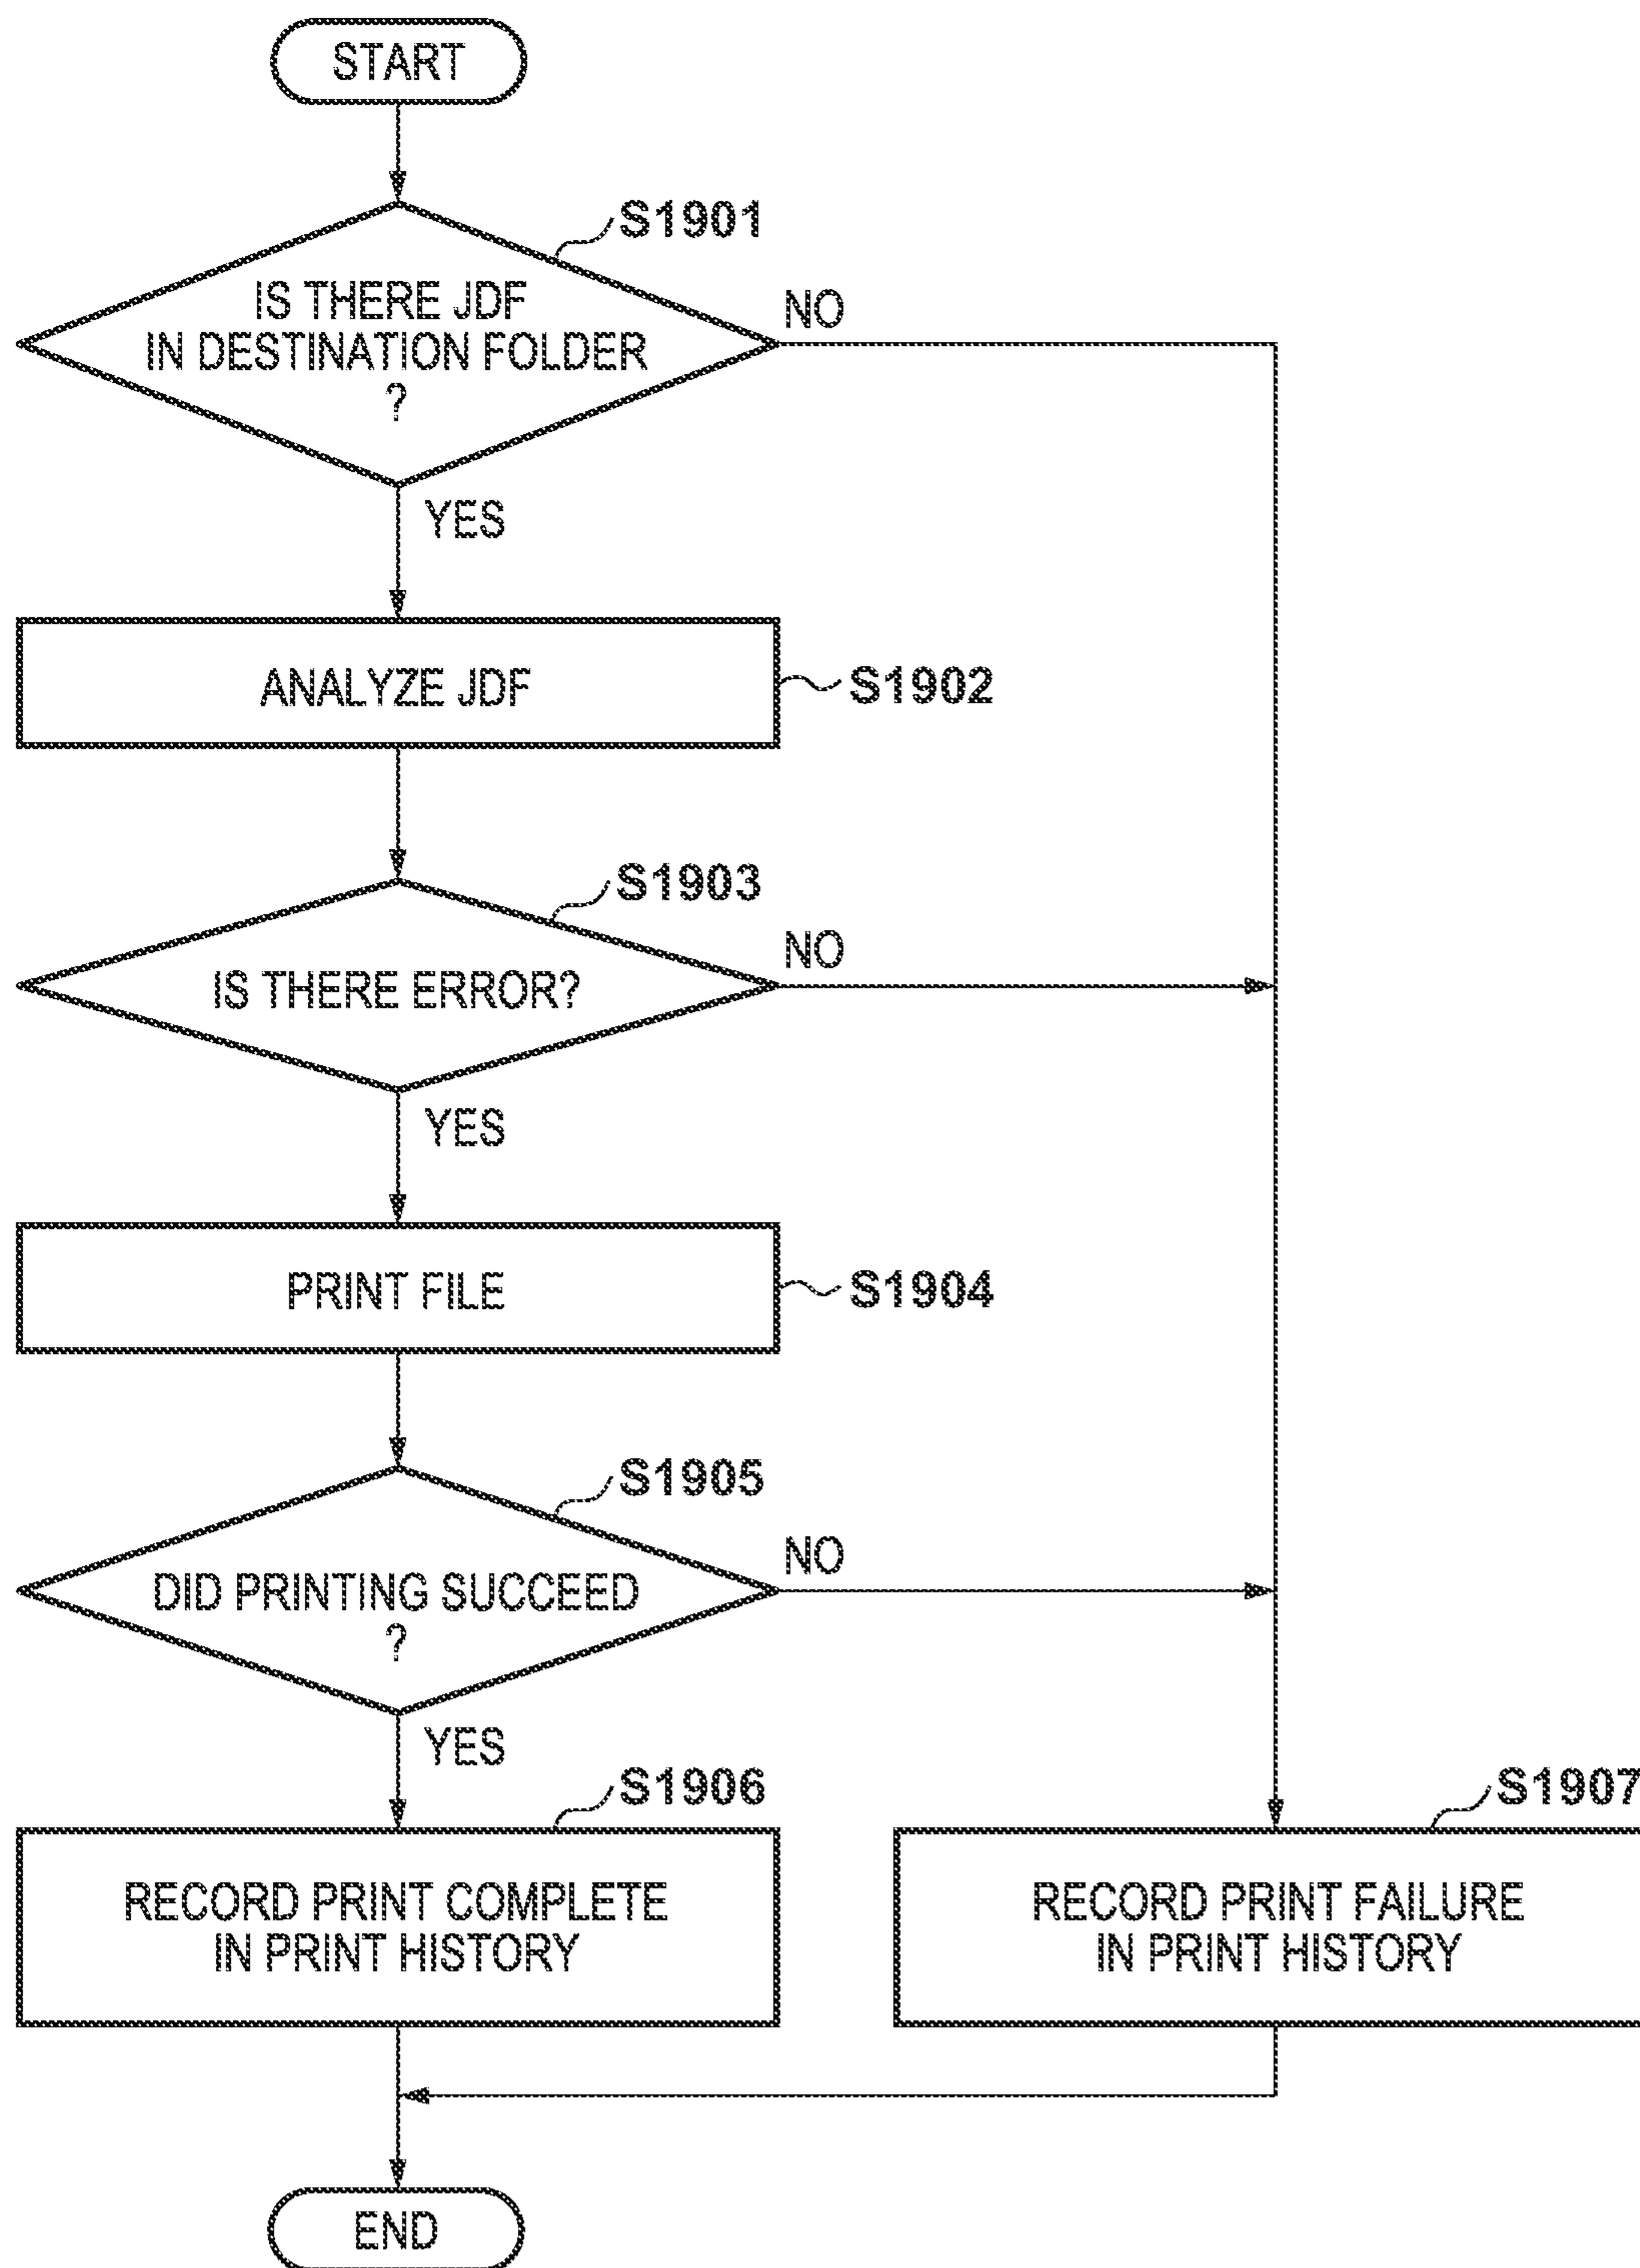 START
S1901
IS THERE JDF
IN DESTINATION FOLDER
?
NO
YES
ANALYZE JDF
S1902
S1903
IS THERE ERROR?
NO
YES
PRINT FILE
S1904
S1905
DID PRINTING SUCCEED
?
NO
YES
S1906
RECORD PRINT COMPLETE
IN PRINT HISTORY
S1907
RECORD PRINT FAILURE
IN PRINT HISTORY
END